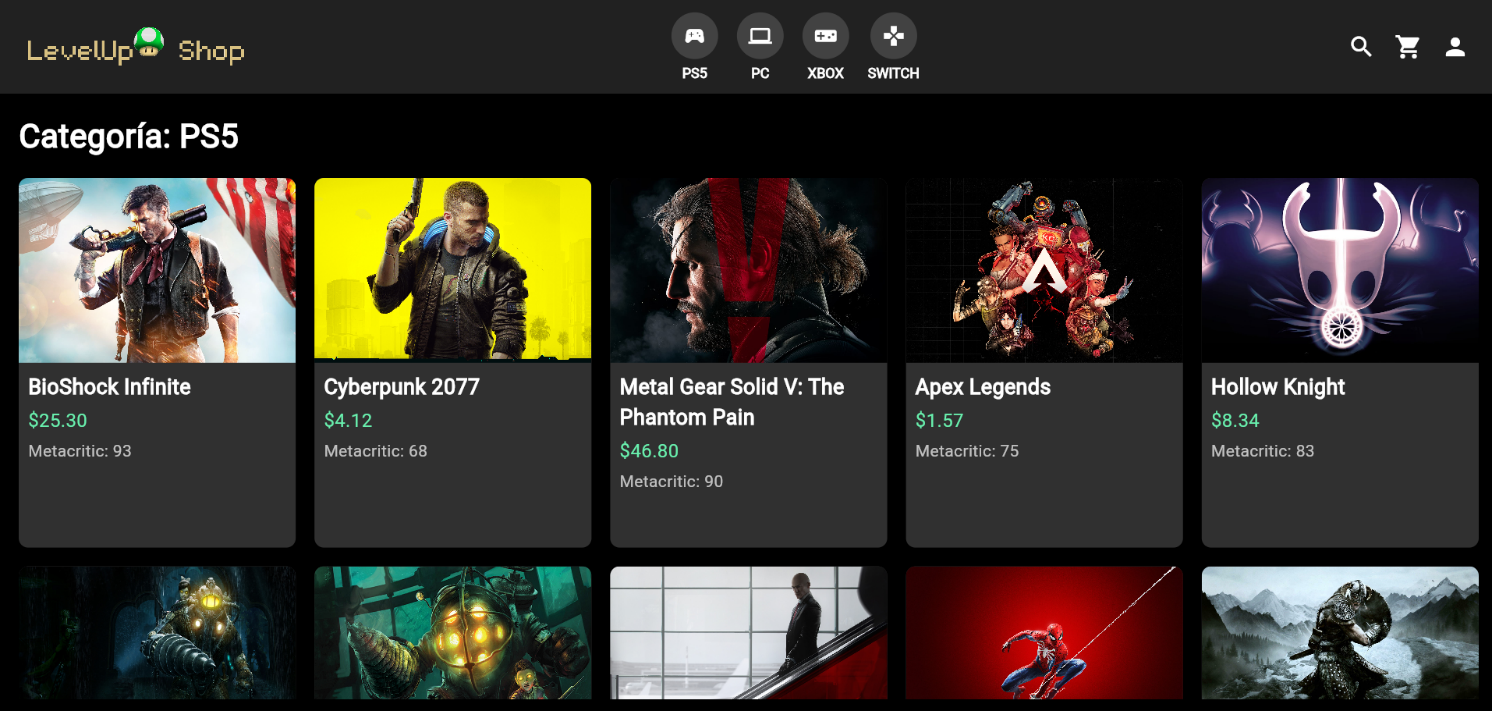 LevelUp Shop
PS5
PC
XBOX
SWITCH
Categoría: PS5
BioShock Infinite
$25.30
Metacritic: 93
Cyberpunk 2077
$4.12
Metacritic: 68
Metal Gear Solid V: The
Phantom Pain
$46.80
Metacritic: 90
Apex Legends
$1.57
Metacritic: 75
Hollow Knight
$8.34
Metacritic: 83